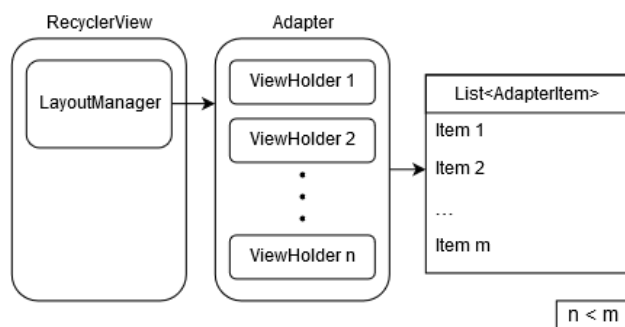 RecyclerView
Adapter
LayoutManager
ViewHolder 1
ViewHolder 2
ViewHolder n
List<AdapterItem>
Item 1
Item 2
...
Item m
n < m